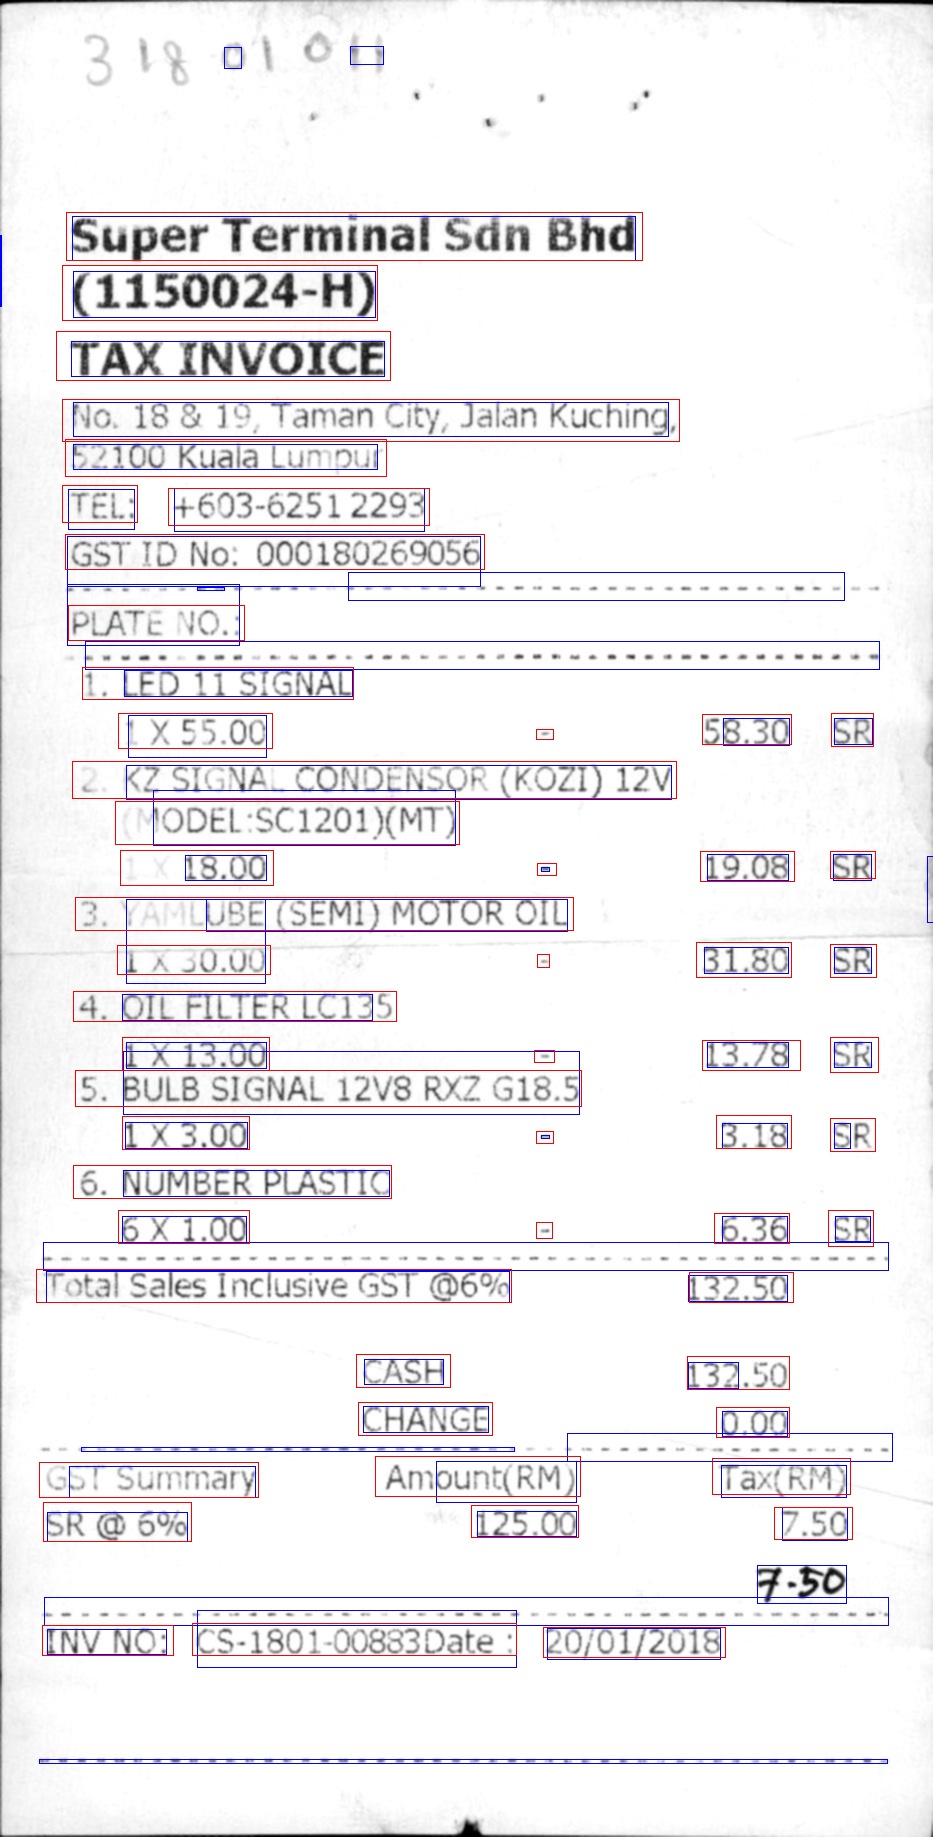 3180104
Super Terminal Sdn Bhd
(1150024-H)
TAX INVOICE
No. 18 & 19, Taman City, Jalan Kuching,
52100 Kuala Lumpur
TEL: +603-6251 2293
GST ID No: 000180269056
PLATE NO.:
1. LED 11 SIGNAL
1 X 55.00 - 58.30 SR
2. KZ SIGNAL CONDENSOR (KOZI) 12V
(MODEL:SC1201)(MT)
1 X 18.00 - 19.08 SR
3. YAMLUBE (SEMI) MOTOR OIL
1 X 30.00 - 31.80 SR
4. OIL FILTER LC135
1 X 13.00 - 13.78 SR
5. BULB SIGNAL 12V8 RXZ G18.5
1 X 3.00 - 3.18 SR
6. NUMBER PLASTIC
6 X 1.00 - 6.36 SR
Total Sales Inclusive GST @6% 132.50
CASH 132.50
CHANGE 0.00
GST Summary Amount(RM) Tax(RM)
SR @ 6% 125.00 7.50
7.50
INV NO: CS-1801-00883Date : 20/01/2018